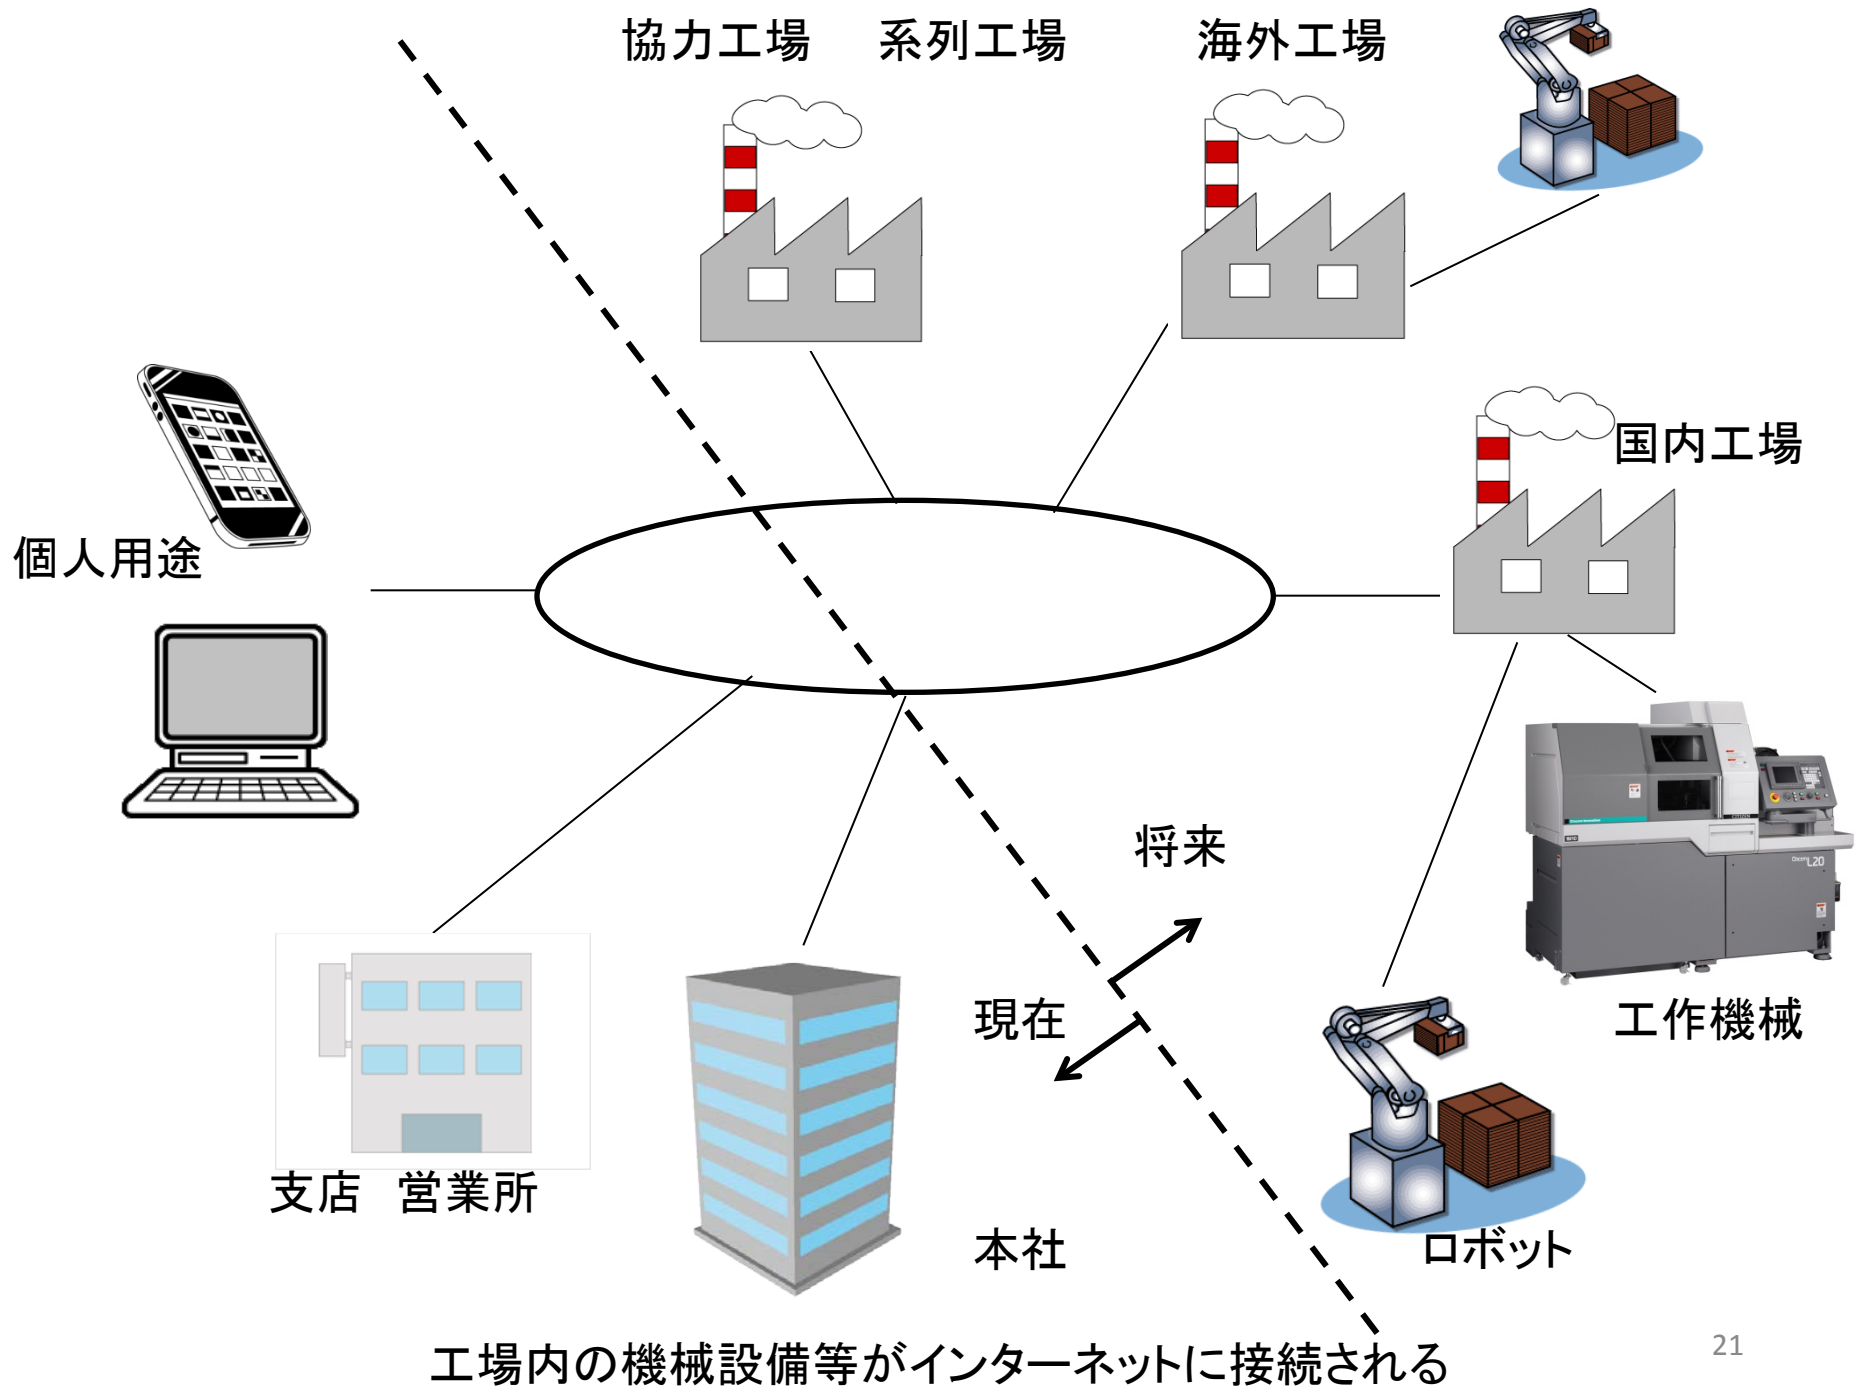 協力工場 系列工場 海外工場
国内工場
個人用途
将来
現在
工作機械
支店 営業所
本社
ロボット
工場内の機械設備等がインターネットに接続される
21
L20